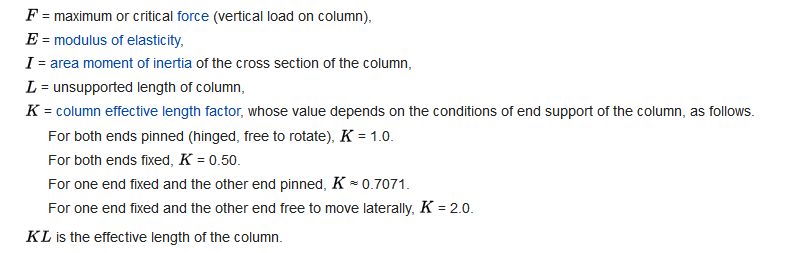 F = maximum or critical force (vertical load on column),
E = modulus of elasticity,
I = area moment of inertia of the cross section of the column,
L = unsupported length of column,
K = column effective length factor, whose value depends on the conditions of end support of the column, as follows.
For both ends pinned (hinged, free to rotate), K = 1.0.
For both ends fixed, K = 0.50.
For one end fixed and the other end pinned, K ≈ 0.7071.
For one end fixed and the other end free to move laterally, K = 2.0.
KL is the effective length of the column.